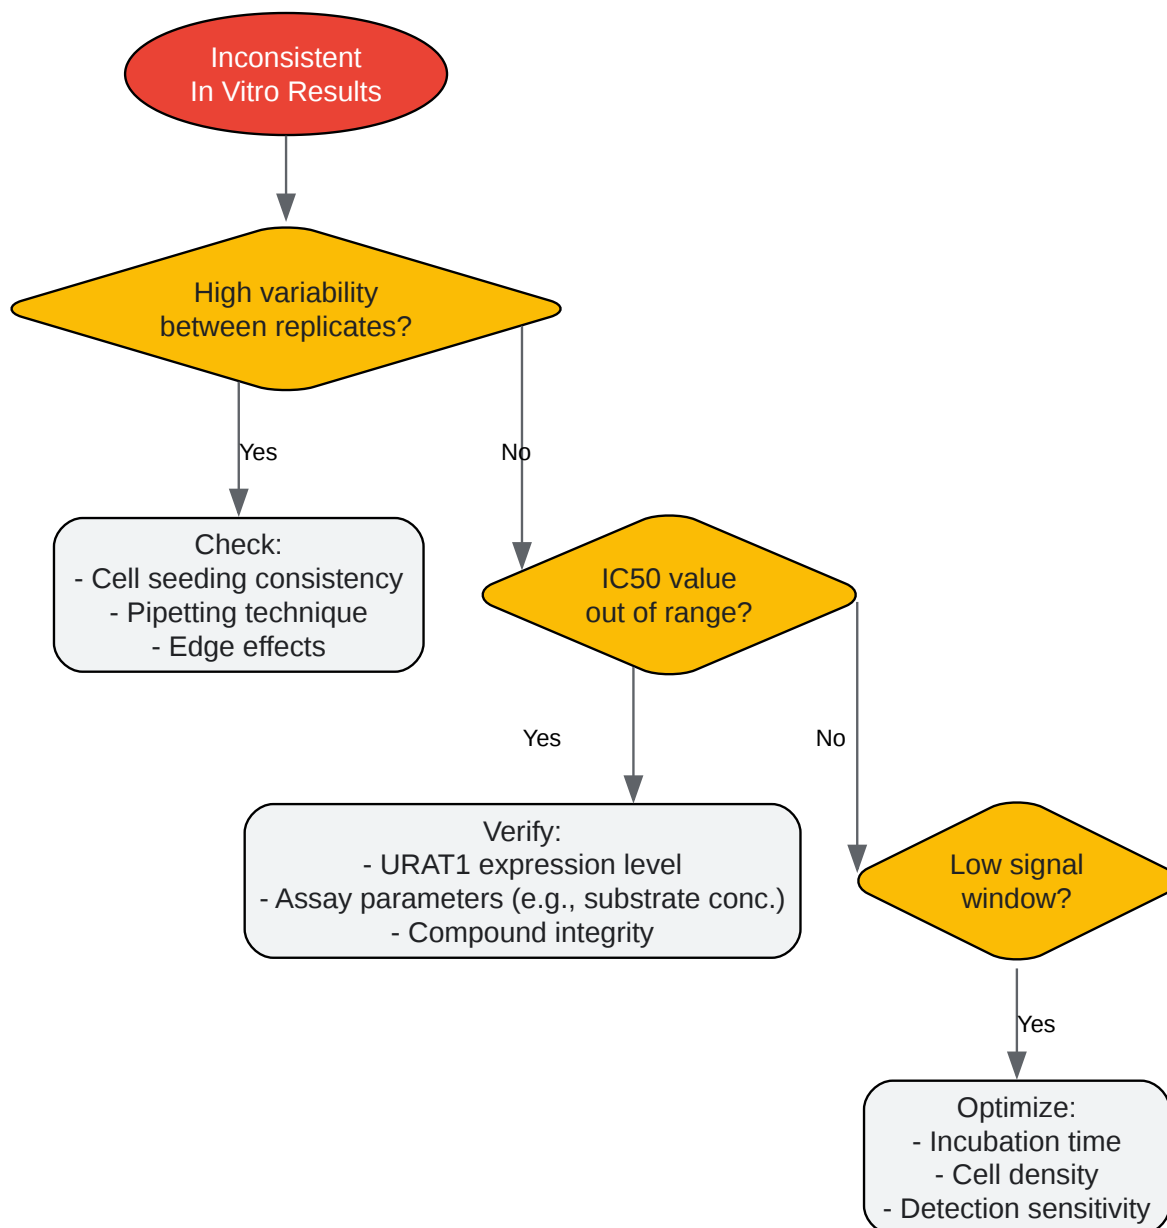 Inconsistent
In Vitro Results
High variability
between replicates?
Yes
No
Check:
- Cell seeding consistency
- Pipetting technique
- Edge effects
IC50 value
out of range?
Yes
No
Verify:
- URAT1 expression level
- Assay parameters (e.g., substrate conc.)
- Compound integrity
Low signal
window?
Yes
Optimize:
- Incubation time
- Cell density
- Detection sensitivity